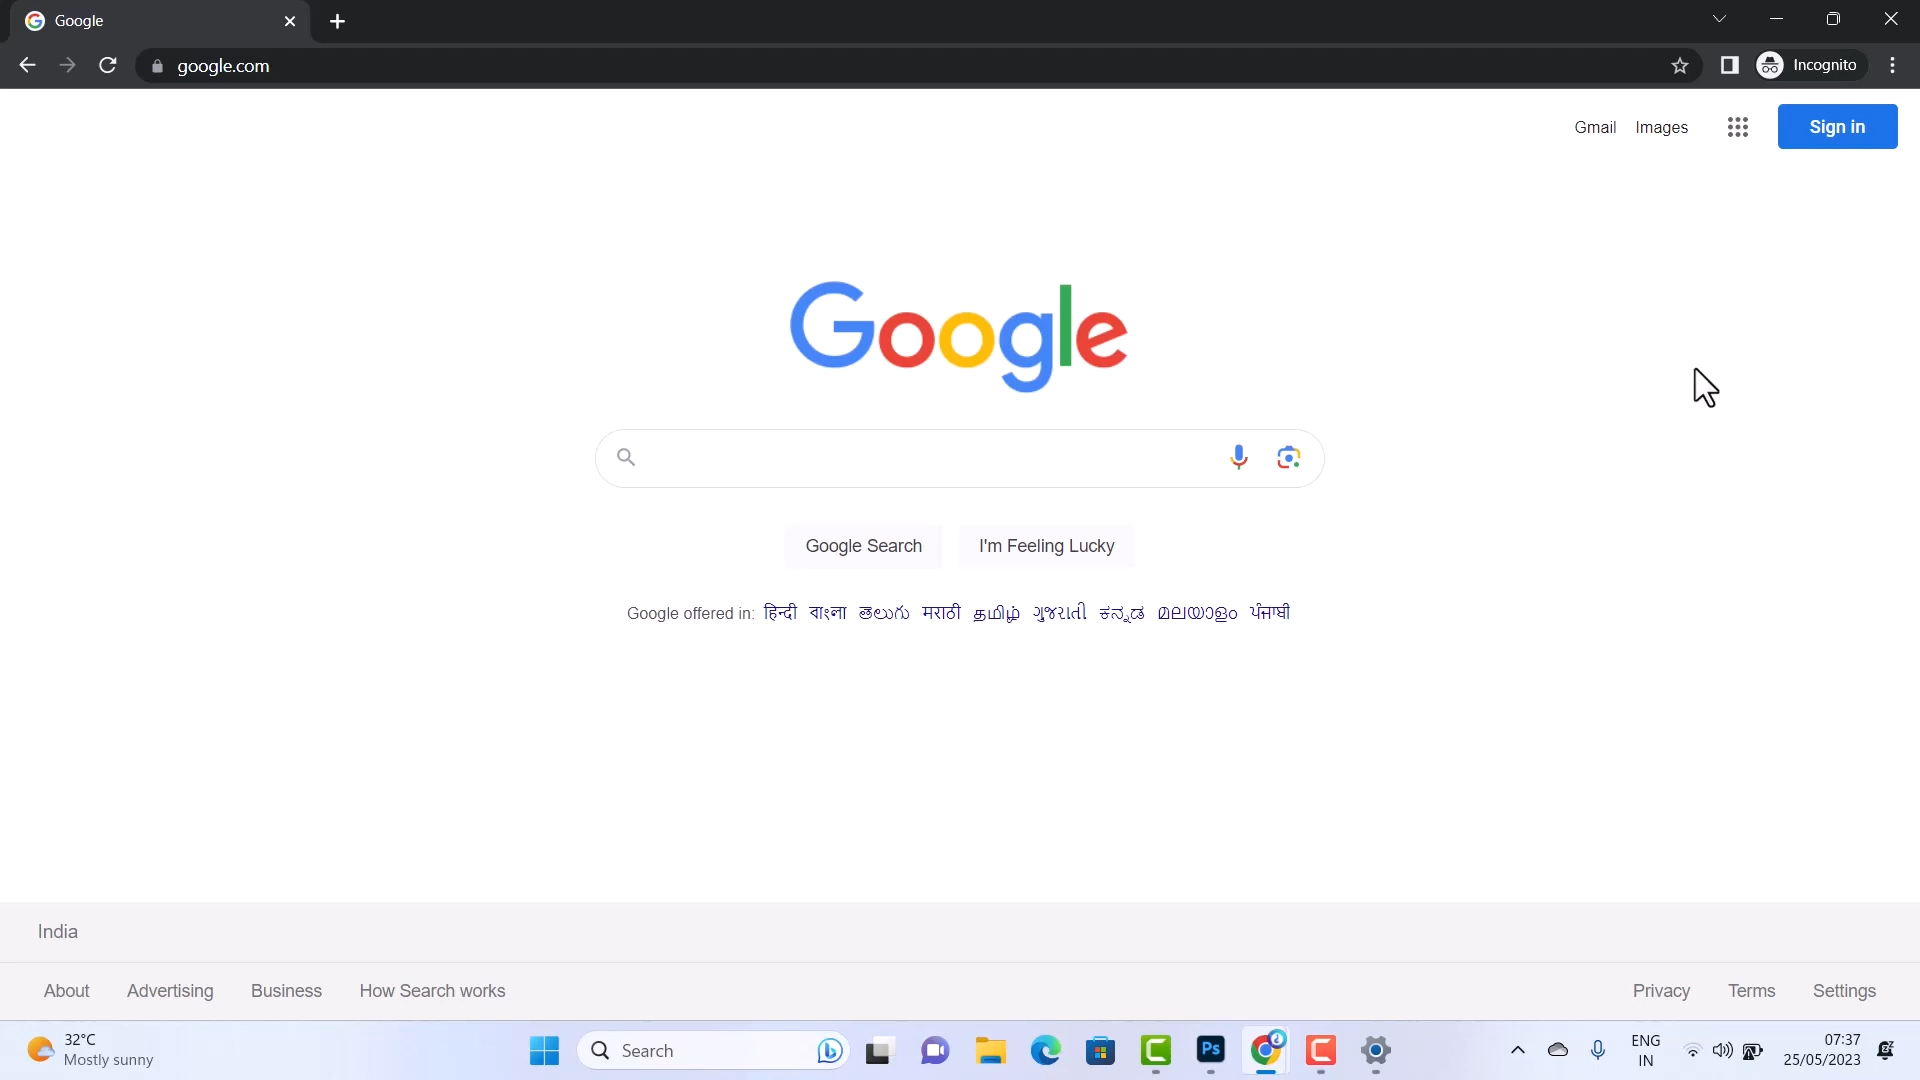 Google
google.com
Incognito
Gmail Images Sign in
Google
Google Search I'm Feeling Lucky
Google offered in: हिन्दी বাংলা తెలుగు मराठी தமிழ் ગુજરાતી ಕನ್ನಡ മലയാളം ਪੰਜਾਬੀ
India
About Advertising Business How Search works Privacy Terms Settings
32°C
Mostly sunny
Search
Ps
ENG
IN
07:37
25/05/2023